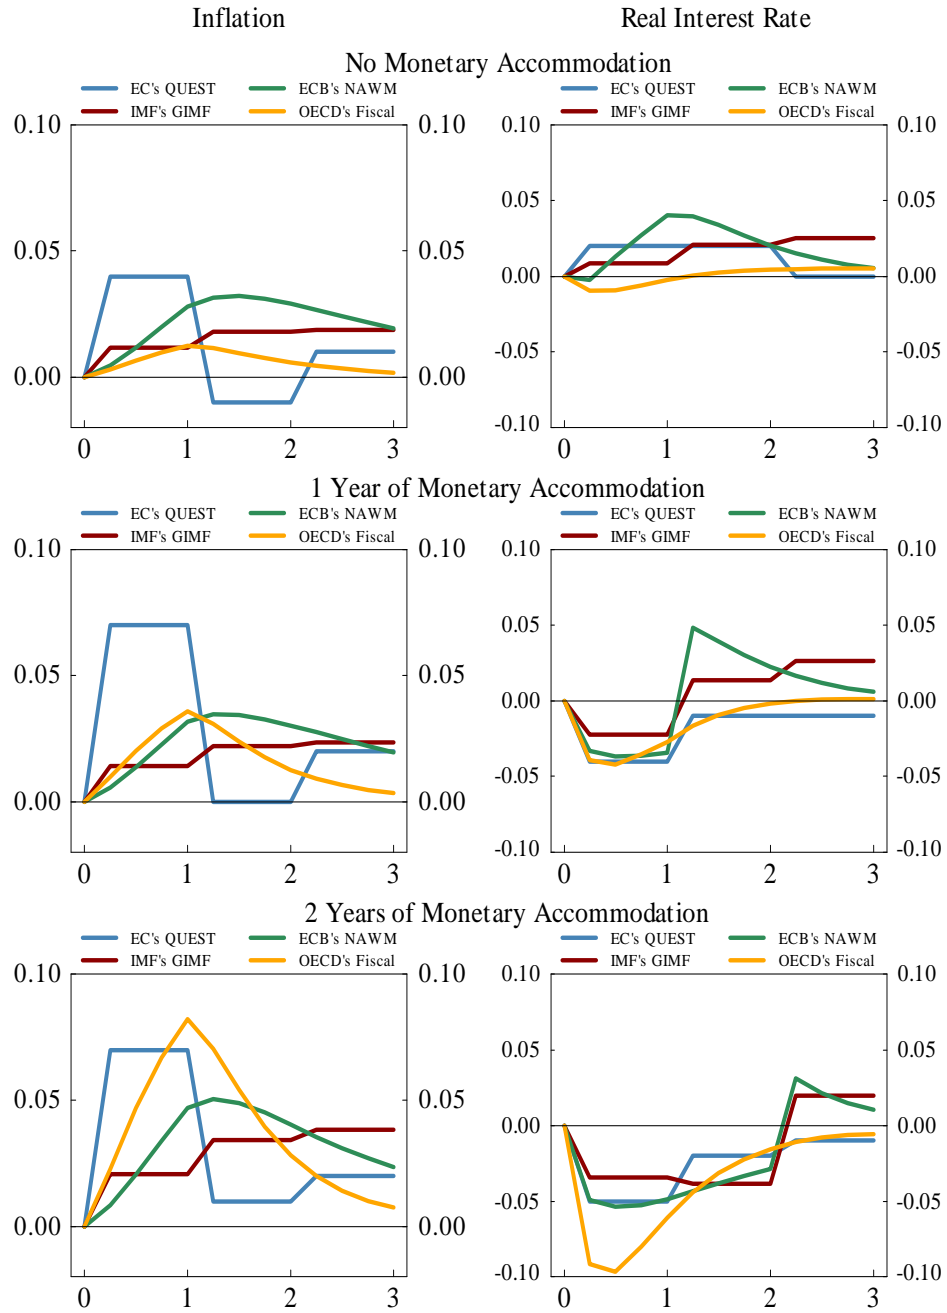 Inflation Real Interest Rate
No Monetary Accommodation
EC's QUEST ECB's NAWM EC's QUEST ECB's NAWM
IMF's GIMF OECD's Fiscal IMF's GIMF OECD's Fiscal
0.10 0.10 0.10 0.10
0.05 0.05
0.05 0.05
0.00 0.00
0.00 0.00
-0.05 -0.05
-0.10 -0.10
0 1 2 3 0 1 2 3
1 Year of Monetary Accommodation
EC's QUEST ECB's NAWM EC's QUEST ECB's NAWM
IMF's GIMF OECD's Fiscal IMF's GIMF OECD's Fiscal
0.10 0.10 0.10 0.10
0.05 0.05
0.05 0.05
0.00 0.00
0.00 0.00
-0.05 -0.05
-0.10 -0.10
0 1 2 3 0 1 2 3
2 Years of Monetary Accommodation
EC's QUEST ECB's NAWM EC's QUEST ECB's NAWM
IMF's GIMF OECD's Fiscal IMF's GIMF OECD's Fiscal
0.10 0.10 0.10 0.10
0.05 0.05
0.05 0.05
0.00 0.00
-0.05 -0.05
0.00 0.00
-0.10 -0.10
0 1 2 3 0 1 2 3